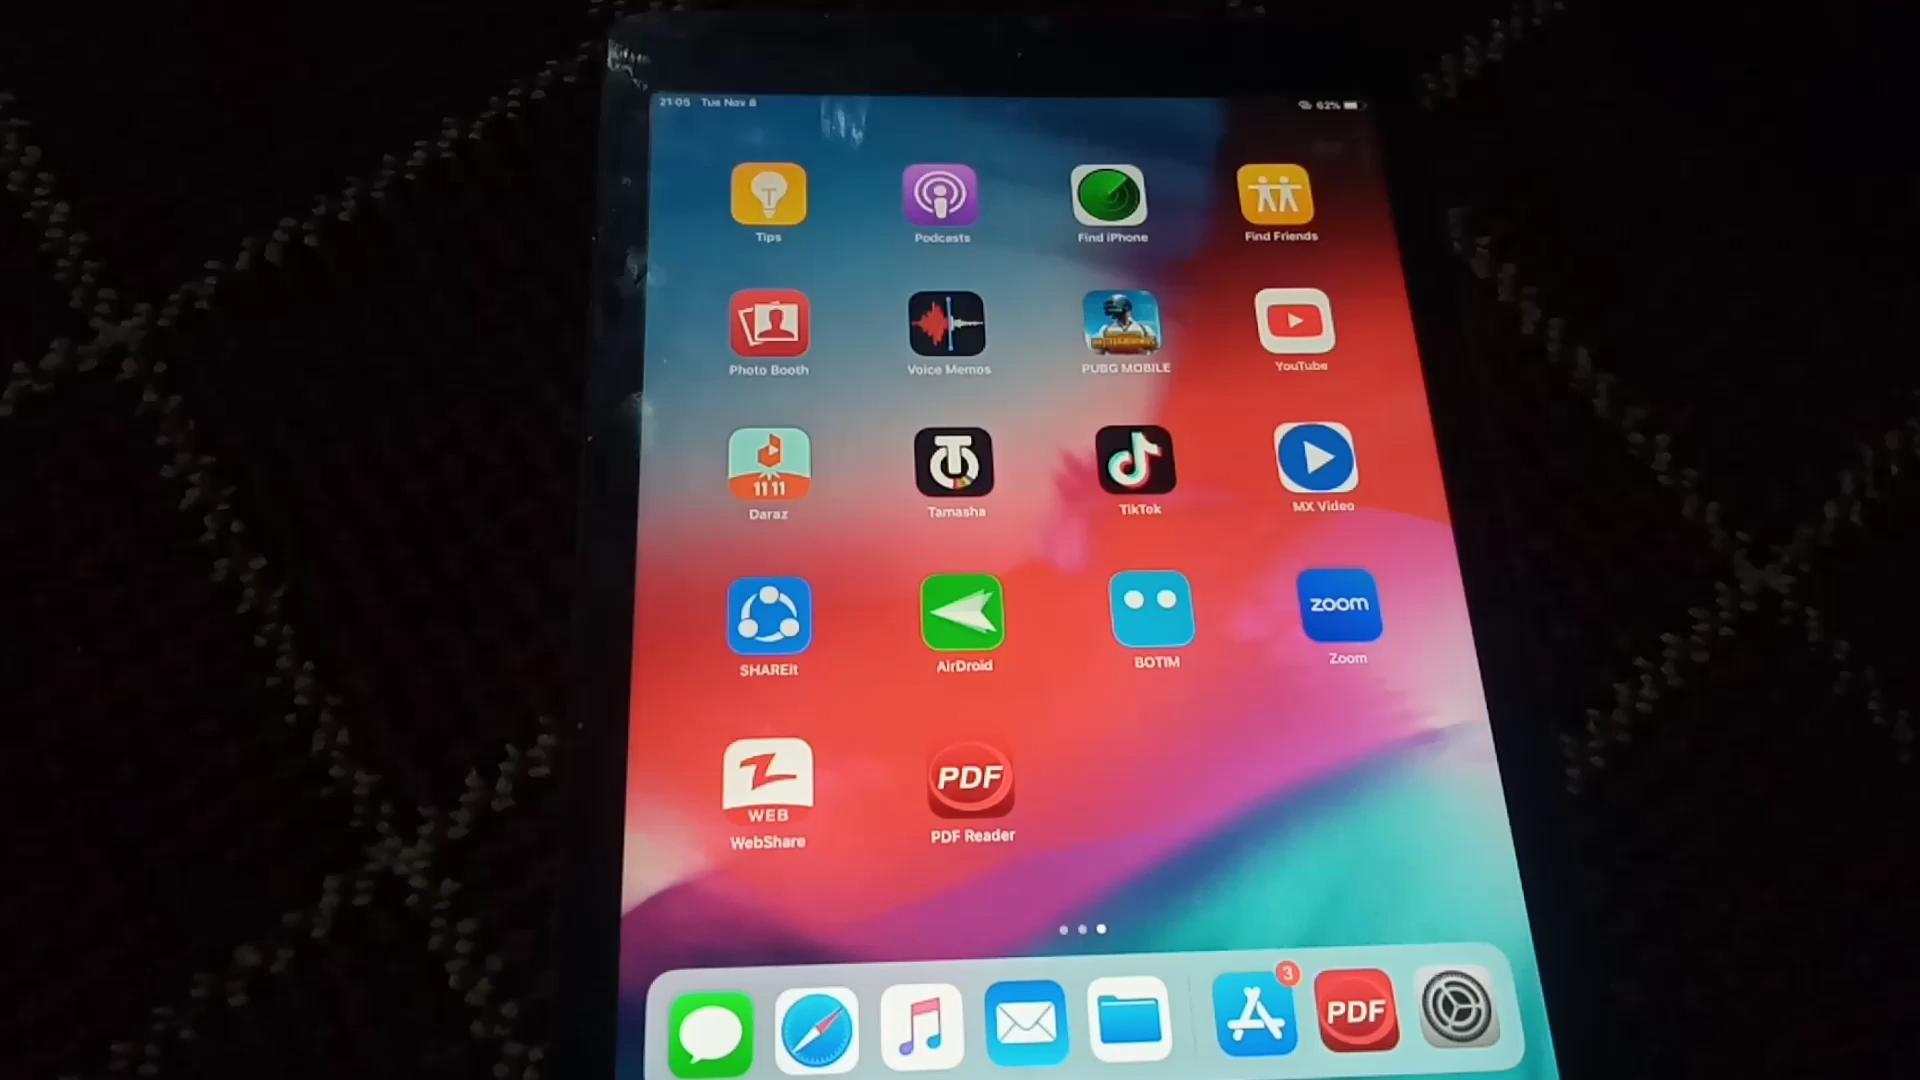 21:05 Tue Nov 8 62%
Tips Podcasts Find iPhone Find Friends
Photo Booth Voice Memos PUBG MOBILE YouTube
11 11
Daraz Tamasha TikTok MX Video
zoom
SHAREit AirDroid BOTIM Zoom
WEB PDF
WebShare PDF Reader
3
PDF